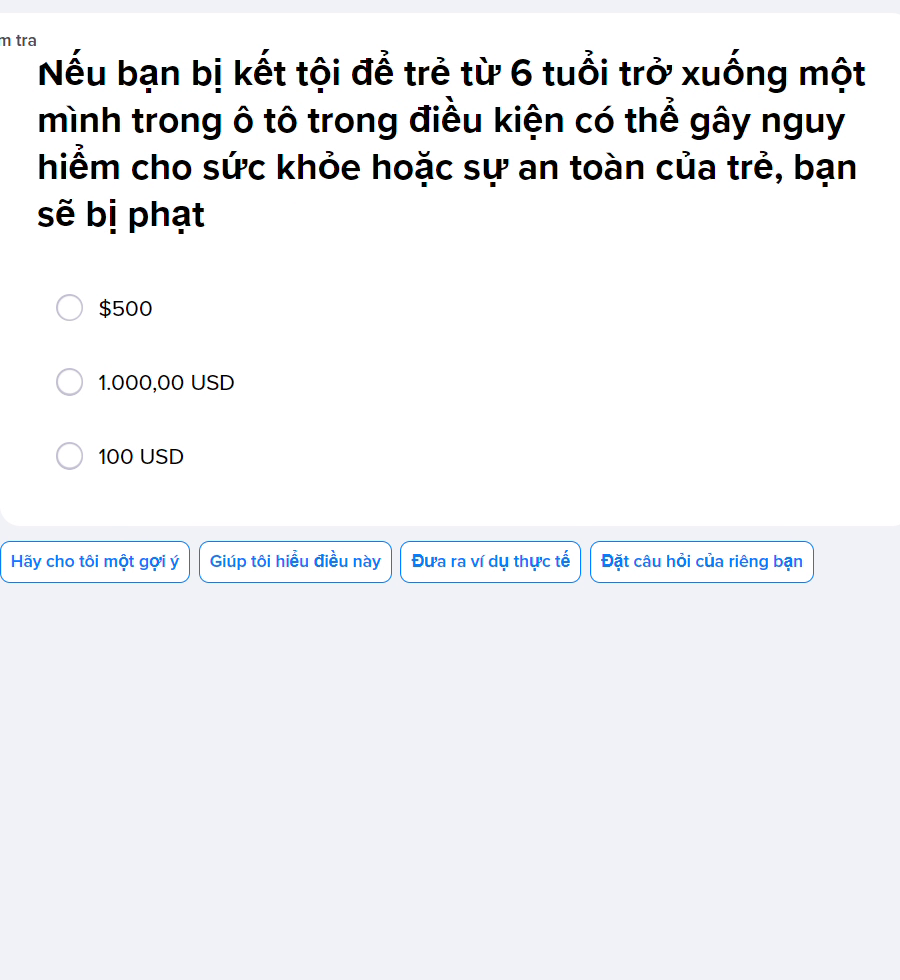 m tra
Nếu bạn bị kết tội để trẻ từ 6 tuổi trở xuống một
mình trong ô tô trong điều kiện có thể gây nguy
hiểm cho sức khỏe hoặc sự an toàn của trẻ, bạn
sẽ bị phạt
$500
1.000,00 USD
100 USD
Hãy cho tôi một gợi ý
Giúp tôi hiểu điều này
Đưa ra ví dụ thực tế
Đặt câu hỏi của riêng bạn